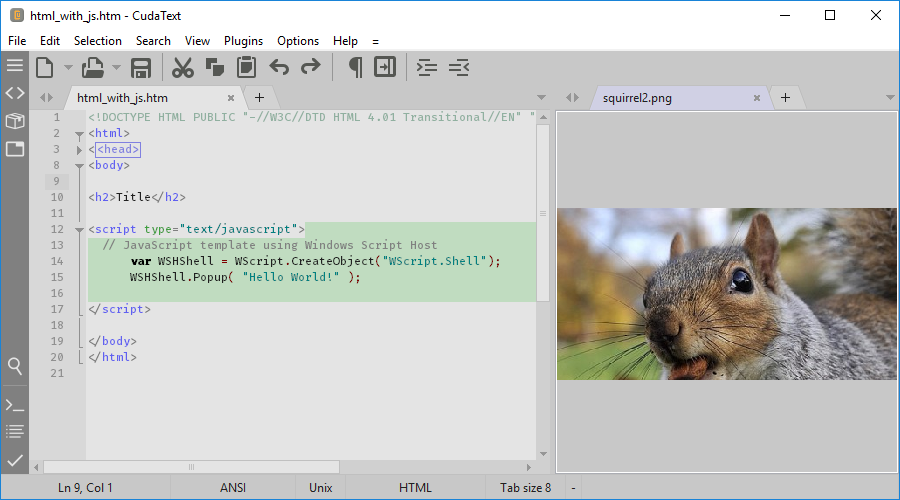 html_with_js.htm - CudaText
File Edit Selection Search View Plugins Options Help =
html_with_js.htm
squirrel2.png
1 <!DOCTYPE HTML PUBLIC "-//W3C//DTD HTML 4.01 Transitional//EN" "
2 <html>
3 <<head>
8 <body>
9
10 <h2>Title</h2>
11
12 <script type="text/javascript">
13 // JavaScript template using Windows Script Host
14 var WSHShell = WScript.CreateObject("WScript.Shell");
15 WSHShell.Popup( "Hello World!" );
16
17 </script>
18
19 </body>
20 </html>
21
Ln 9, Col 1 ANSI Unix HTML Tab size 8 -